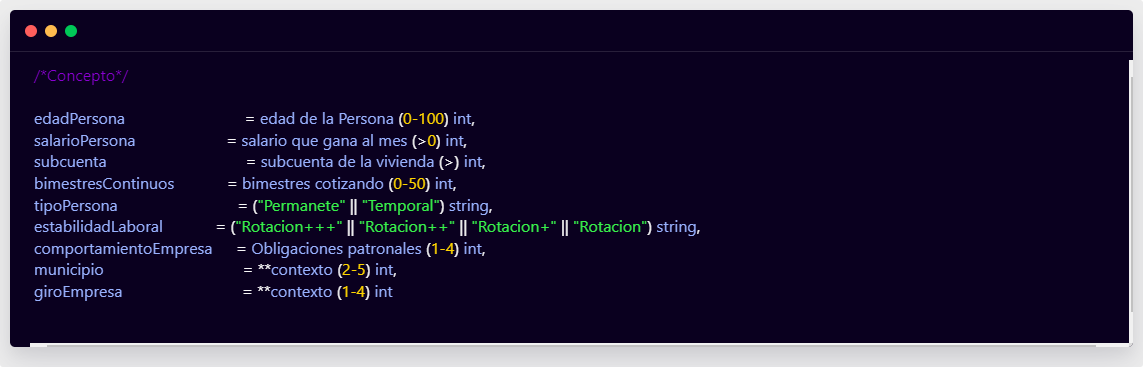 /*Concepto*/
edadPersona = edad de la Persona (0-100) int,
salarioPersona = salario que gana al mes (>0) int,
subcuenta = subcuenta de la vivienda (>) int,
bimestresContinuos = bimestres cotizando (0-50) int,
tipoPersona = ("Permanete" || "Temporal") string,
estabilidadLaboral = ("Rotacion+++" || "Rotacion++" || "Rotacion+" || "Rotacion") string,
comportamientoEmpresa = Obligaciones patronales (1-4) int,
municipio = **contexto (2-5) int,
giroEmpresa = **contexto (1-4) int